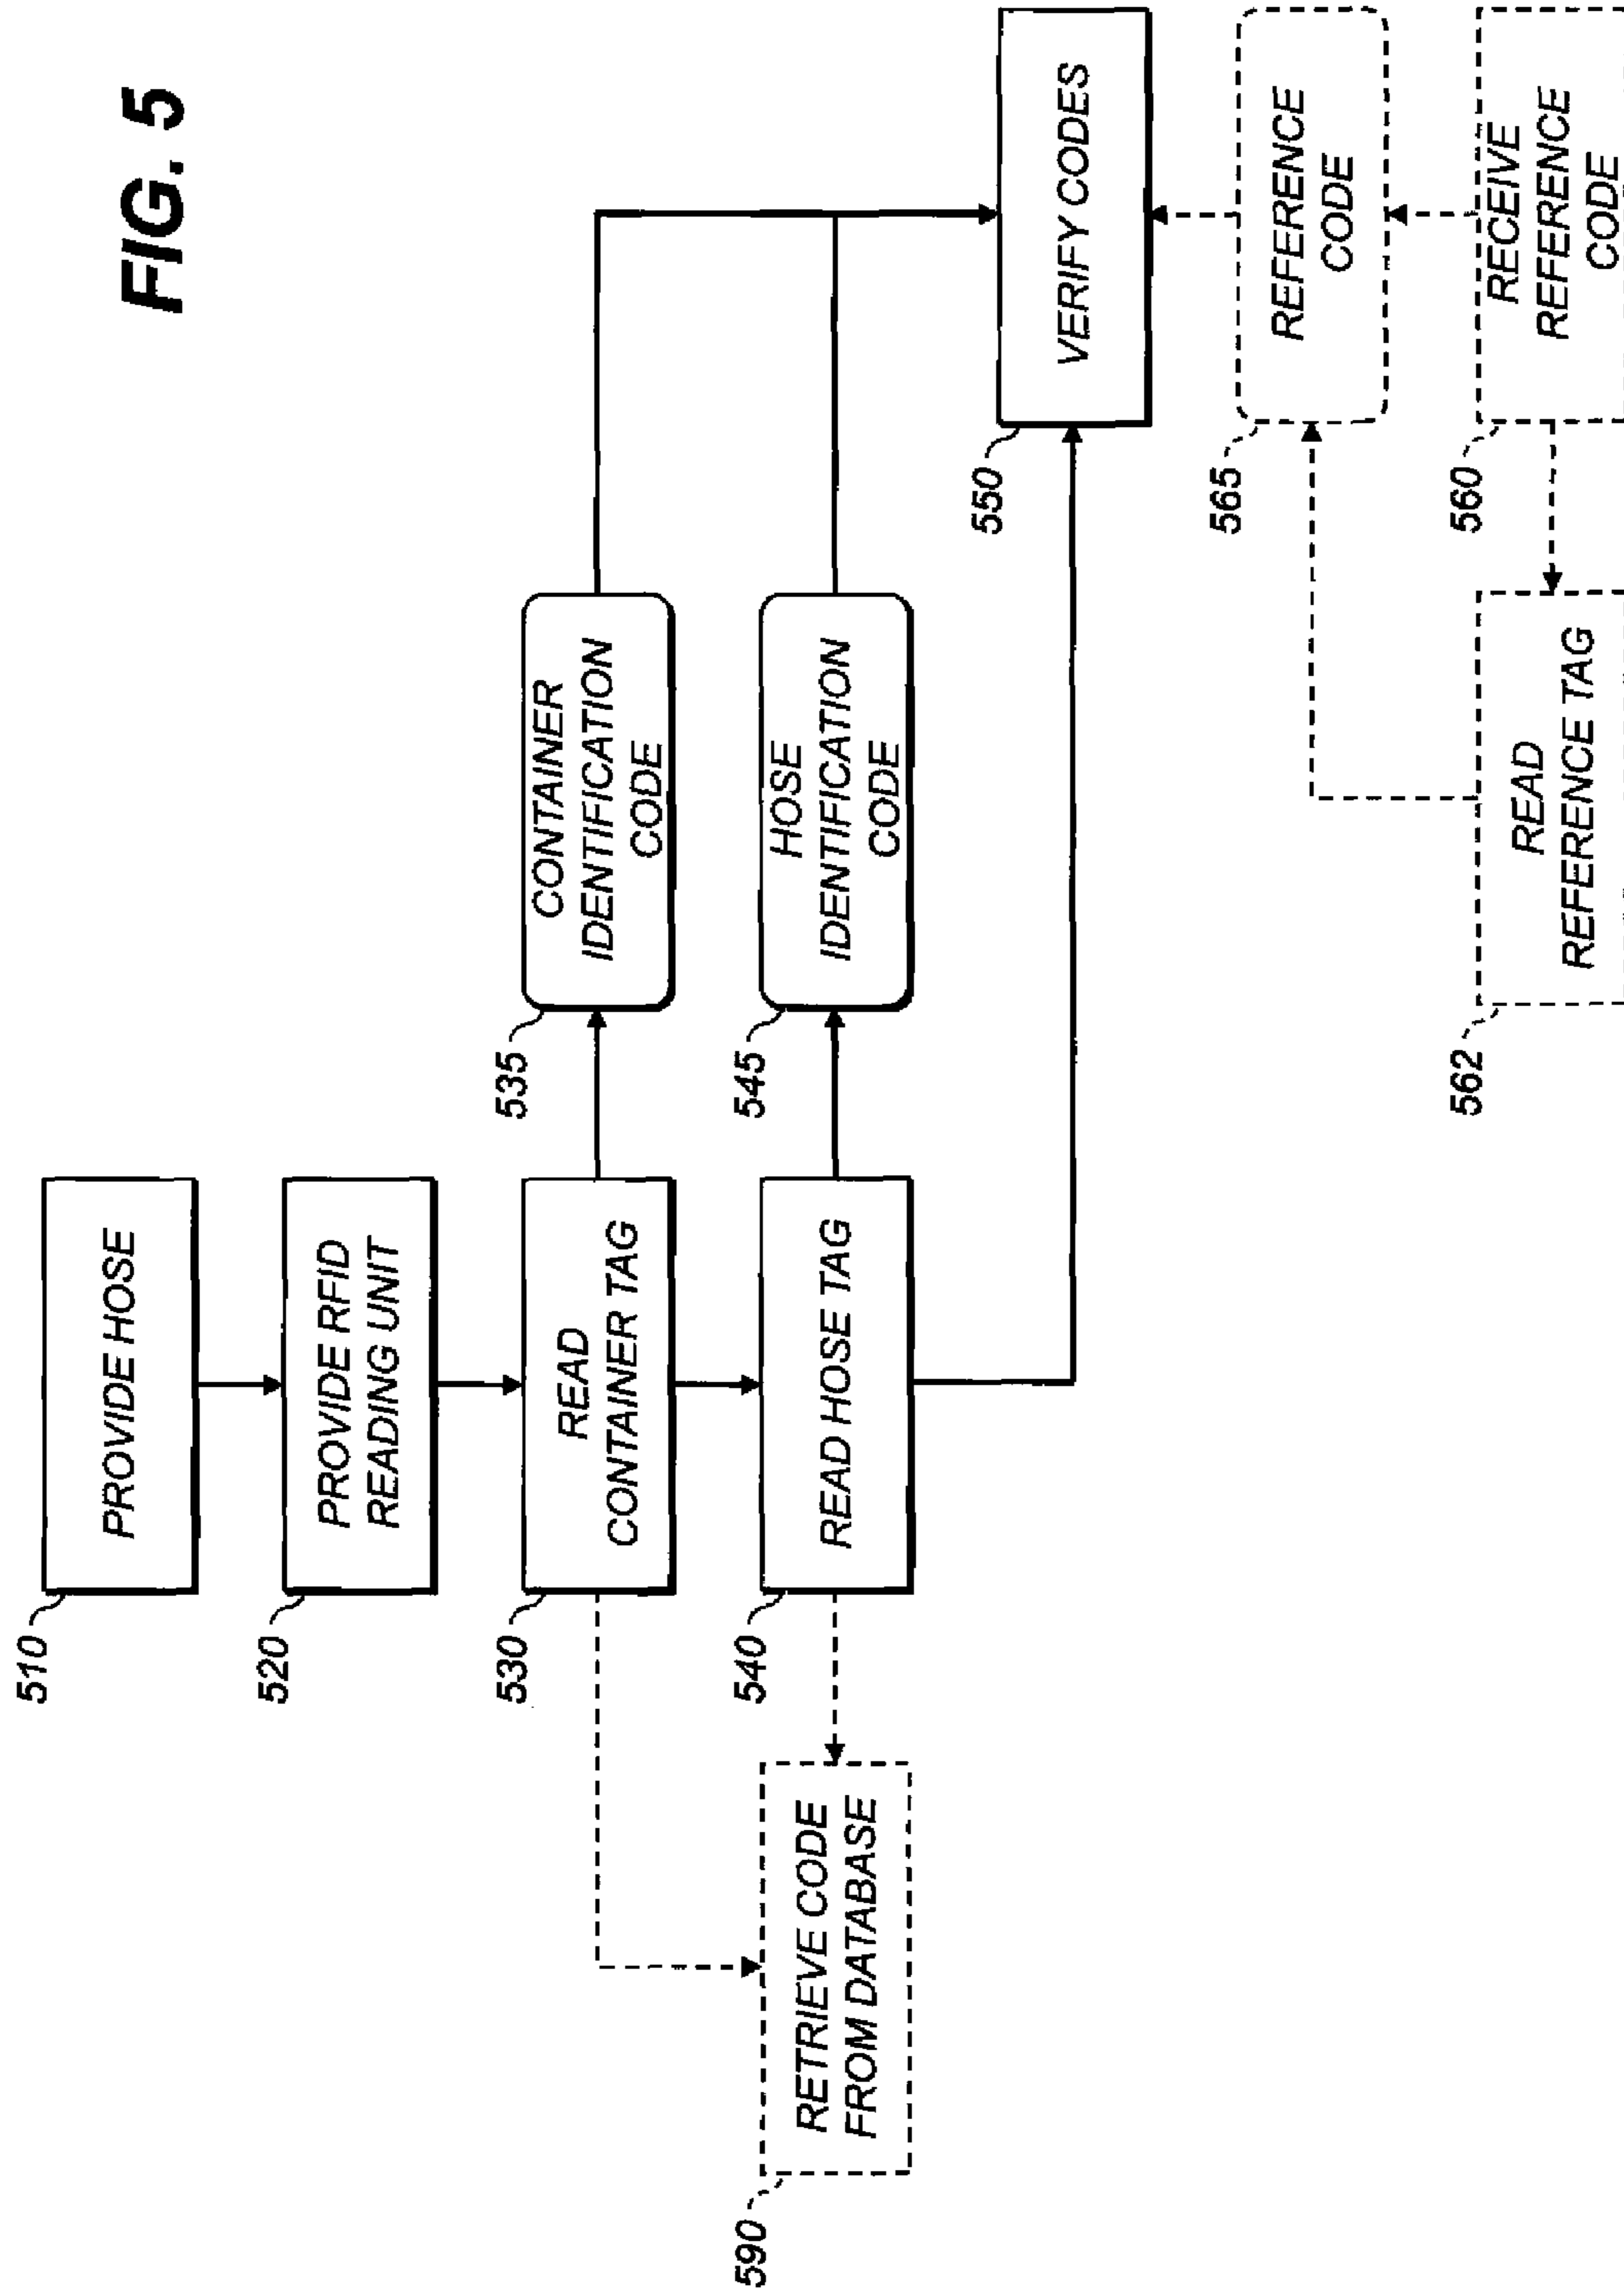 FIG. 5
510
PROVIDE HOSE
520
PROVIDE RFID
READING UNIT
530
READ
CONTAINER TAG
535
CONTAINER
IDENTIFICATION
CODE
590
RETRIEVE CODE
FROM DATABASE
540
READ HOSE TAG
545
HOSE
IDENTIFICATION
CODE
550
VERIFY CODES
565
REFERENCE
CODE
562
READ
REFERENCE TAG
560
RECEIVE
REFERENCE
CODE